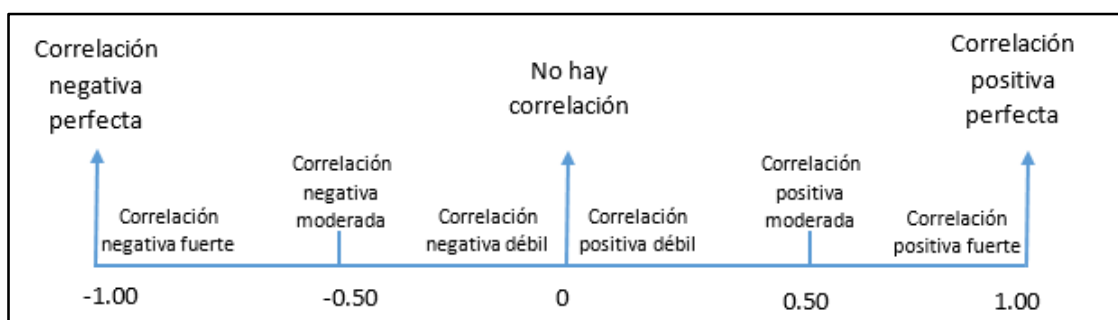 Correlación
negativa
perfecta
No hay
correlación
Correlación
positiva
perfecta
Correlación
negativa fuerte
Correlación
negativa
moderada
Correlación
negativa débil
Correlación
positiva débil
Correlación
positiva
moderada
Correlación
positiva fuerte
-1.00
-0.50
0
0.50
1.00